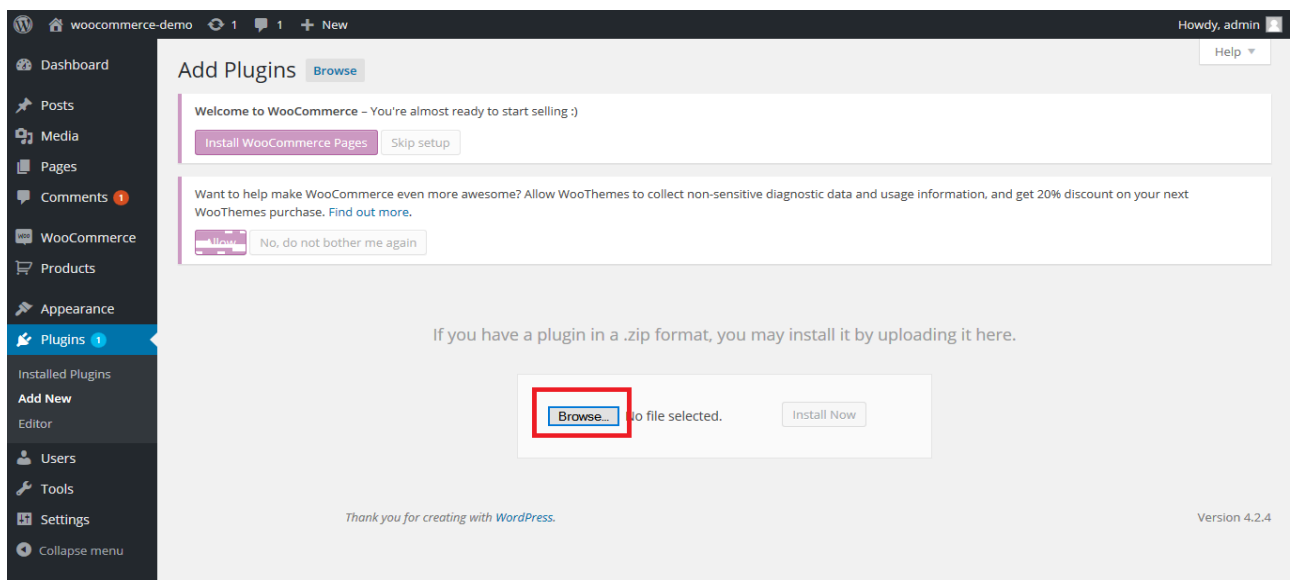 woocommerce-demo 1 1 + New Howdy, admin
Help
Dashboard
Posts
Media
Pages
Comments 1
WooCommerce
Products
Appearance
Plugins 1
Installed Plugins
Add New
Editor
Users
Tools
Settings
Collapse menu
Add Plugins Browse
Welcome to WooCommerce – You're almost ready to start selling :)
Install WooCommerce Pages Skip setup
Want to help make WooCommerce even more awesome? Allow WooThemes to collect non-sensitive diagnostic data and usage information, and get 20% discount on your next
WooThemes purchase. Find out more.
Allow No, do not bother me again
If you have a plugin in a .zip format, you may install it by uploading it here.
Browse... No file selected. Install Now
Thank you for creating with WordPress. Version 4.2.4